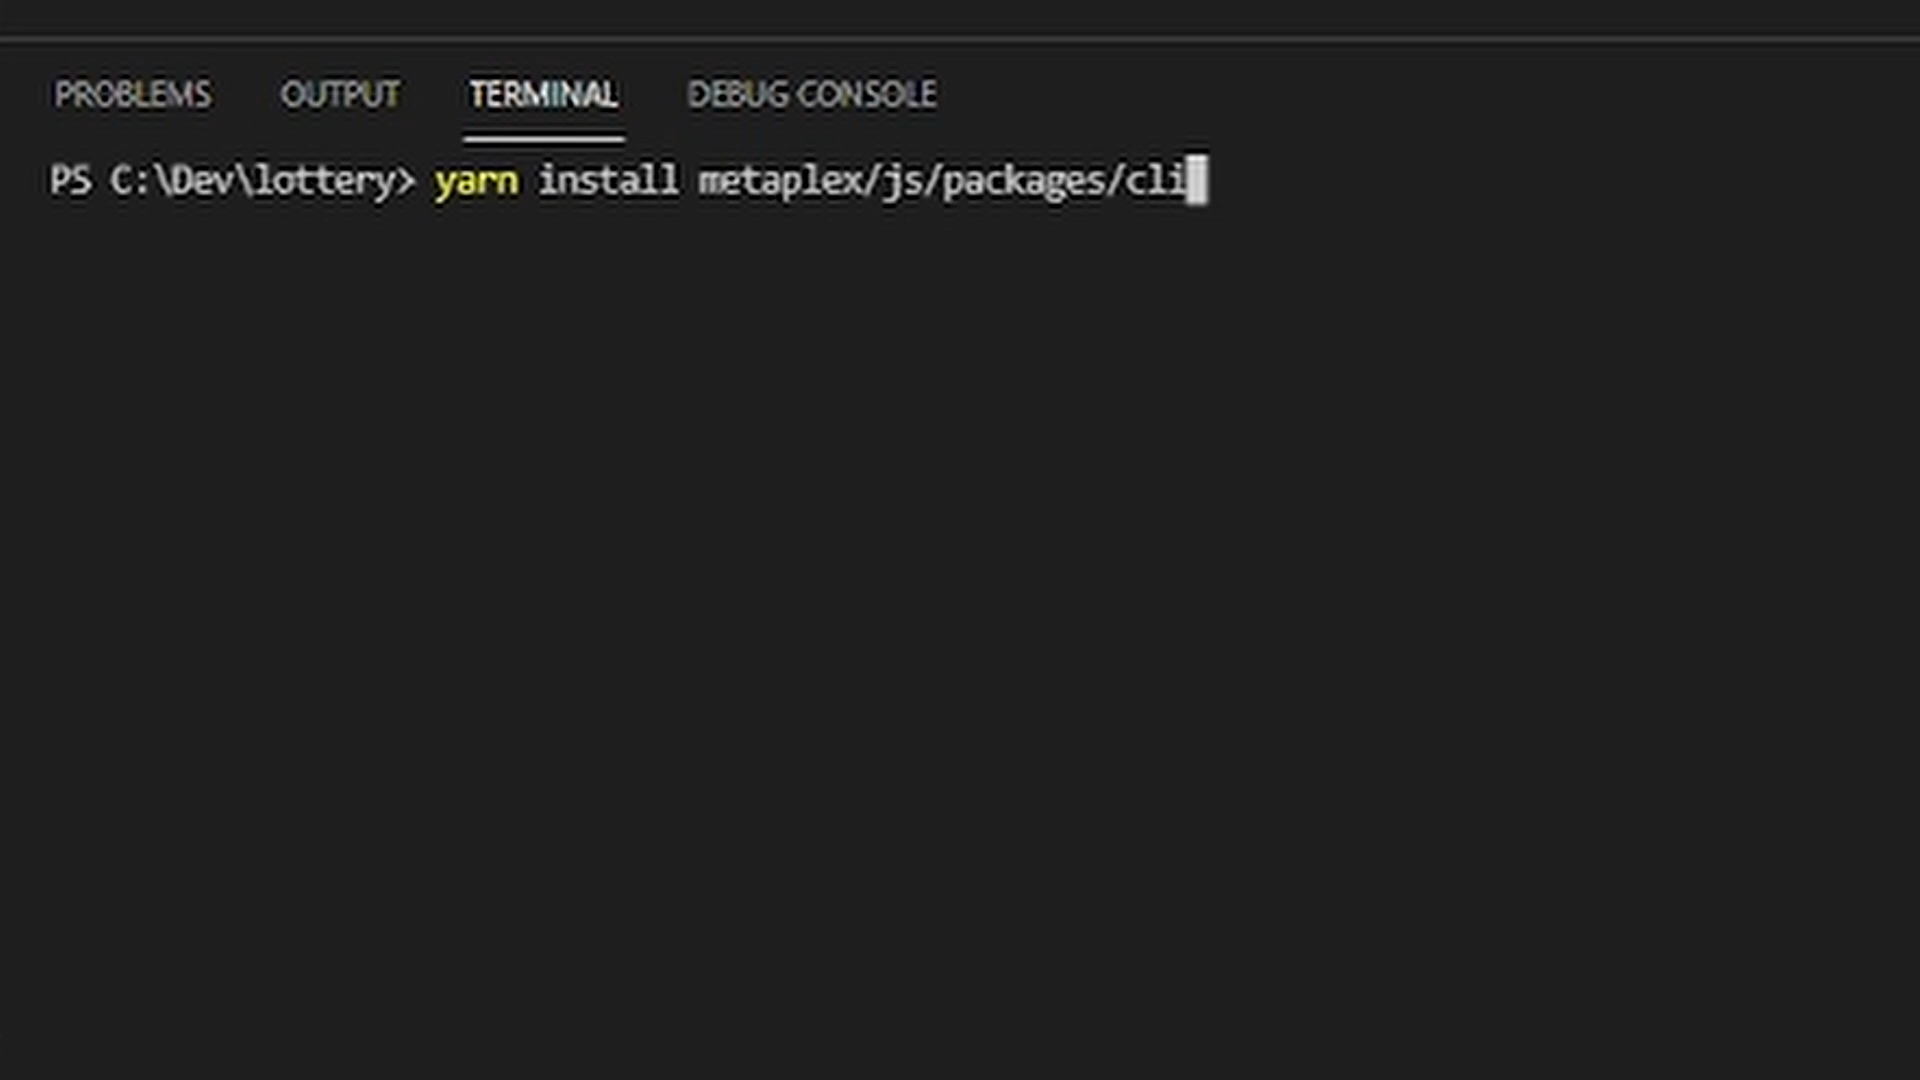 PROBLEMS OUTPUT TERMINAL DEBUG CONSOLE
PS C:\Dev\lottery> yarn install metaplex/js/packages/cli